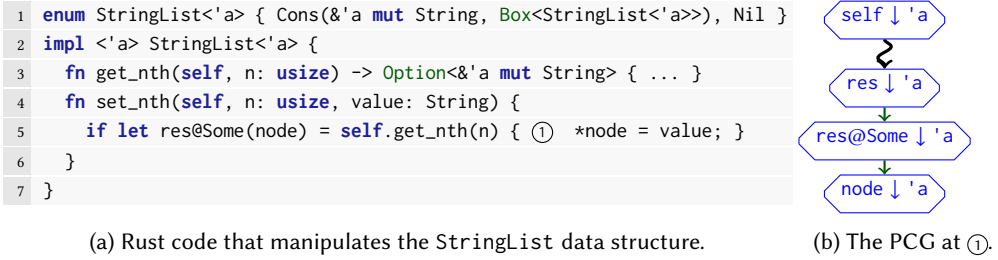 1 enum StringList<'a> { Cons(&'a mut String, Box<StringList<'a>>), Nil }
2 impl <'a> StringList<'a> {
3 fn get_nth(self, n: usize) -> Option<&'a mut String> { ... }
4 fn set_nth(self, n: usize, value: String) {
5 if let res@Some(node) = self.get_nth(n) { ① *node = value; }
6 }
7 }
(a) Rust code that manipulates the StringList data structure.
self ↓ 'a
res ↓ 'a
res@Some ↓ 'a
node ↓ 'a
(b) The PCG at ①.